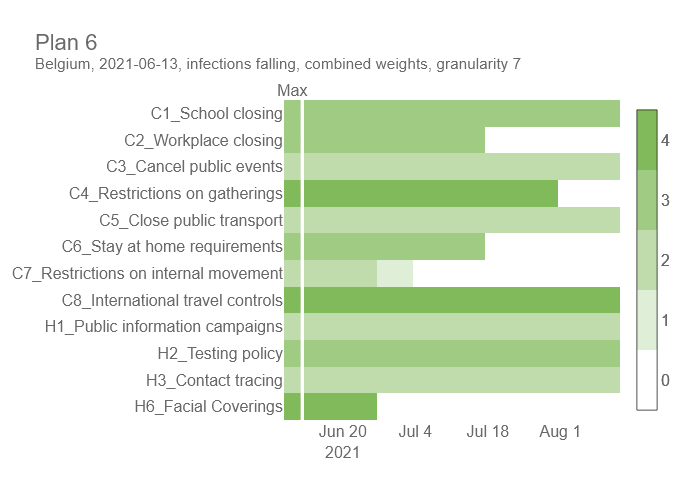 Plan 6
Belgium, 2021-06-13, infections falling, combined weights, granularity 7
Max
C1_School closing
C2_Workplace closing
C3_Cancel public events
C4_Restrictions on gatherings
C5_Close public transport
C6_Stay at home requirements
C7_Restrictions on internal movement
C8_International travel controls
H1_Public information campaigns
H2_Testing policy
H3_Contact tracing
H6_Facial Coverings
Jun 20 Jul 4 Jul 18 Aug 1
2021
4
3
2
1
0